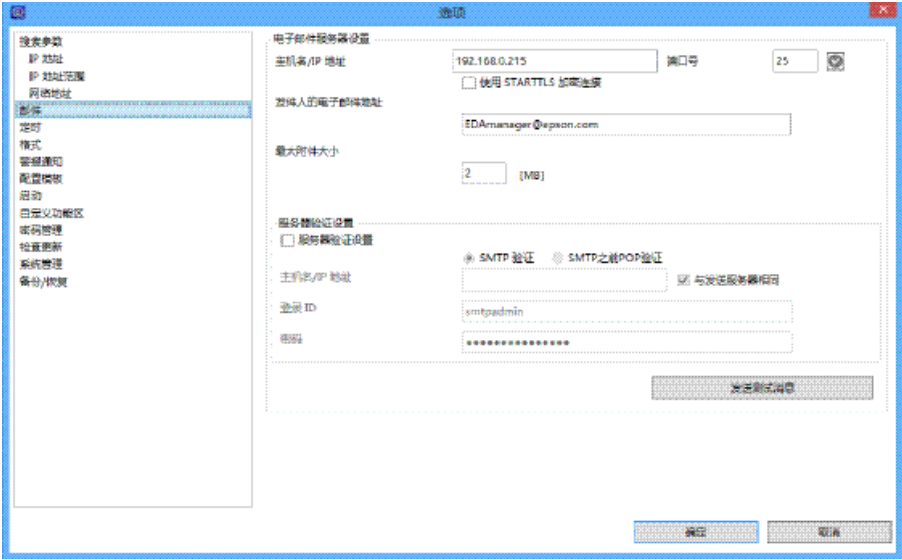 选项
搜索参数
IP 地址
IP 地址范围
网络地址
邮件
定时
格式
警报通知
配置模板
启动
自定义功能区
密码管理
检查更新
系统管理
备份/恢复
电子邮件服务器设置
主机名/IP 地址 192.168.0.215 端口号 25
使用 STARTTLS 加密连接
发件人的电子邮件地址
EDAmanager@epson.com
最大附件大小
2 [MB]
服务器验证设置
服务器验证设置
SMTP 验证 SMTP之前POP验证
主机名/IP 地址 与发送服务器相同
登录 ID smtpadmin
密码 ●●●●●●●●●●●●●●●
发送测试消息
确定 取消